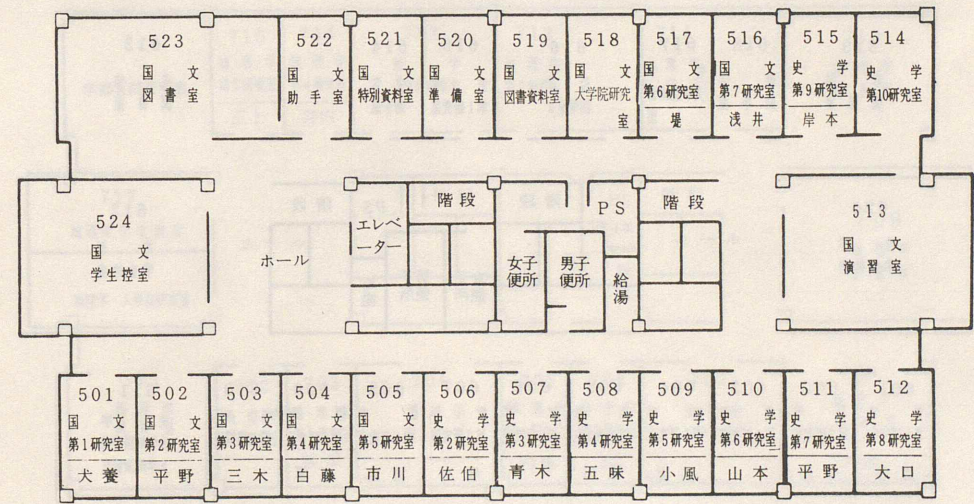 523
国文
図書室
522
国文
助手室
521
国文
特別資料室
520
国文
準備室
519
国文
図書資料室
518
国文
大学院研究
室
517
国文
第6研究室
堤
516
国文
第7研究室
浅井
515
史学
第9研究室
岸本
514
史学
第10研究室
524
国文
学生控室
ホール
エレベ
ーター
階段
女子
便所
男子
便所
PS
給湯
階段
513
国文
演習室
501
国文
第1研究室
犬養
502
国文
第2研究室
平野
503
国文
第3研究室
三木
504
国文
第4研究室
白藤
505
国文
第5研究室
市川
506
史学
第2研究室
佐伯
507
史学
第3研究室
青木
508
史学
第4研究室
五味
509
史学
第5研究室
小風
510
史学
第6研究室
山本
511
史学
第7研究室
平野
512
史学
第8研究室
大口